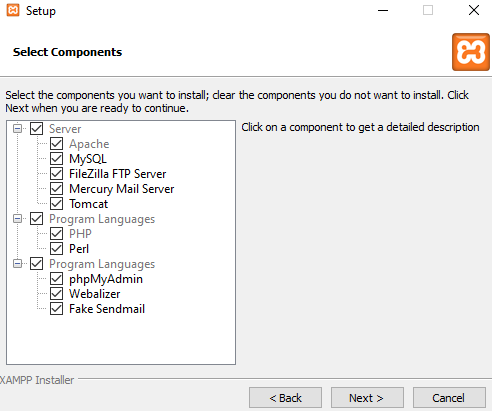 Setup
Select Components
Select the components you want to install; clear the components you do not want to install. Click
Next when you are ready to continue.
Server
Apache
MySQL
FileZilla FTP Server
Mercury Mail Server
Tomcat
Program Languages
PHP
Perl
Program Languages
phpMyAdmin
Webalizer
Fake Sendmail
Click on a component to get a detailed description
XAMPP Installer
< Back
Next >
Cancel